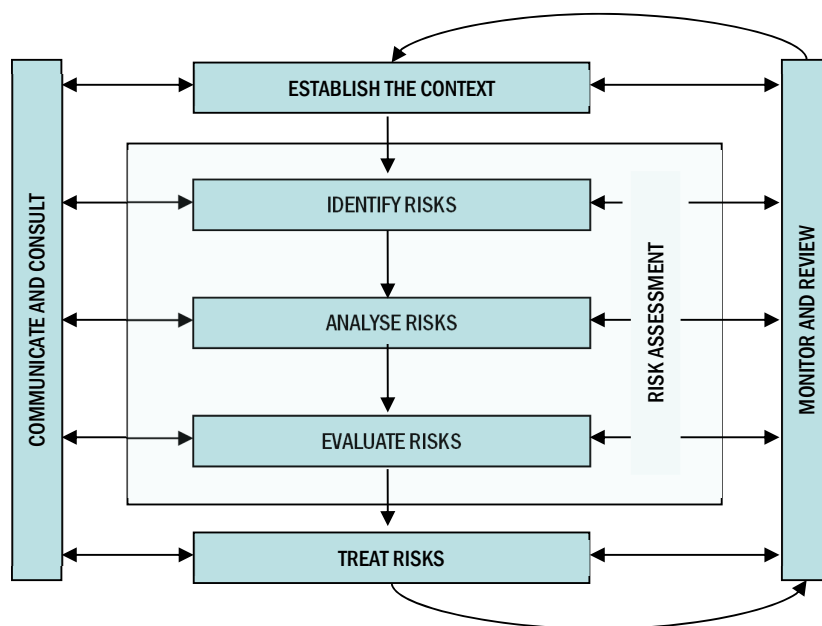 ESTABLISH THE CONTEXT
IDENTIFY RISKS
ANALYSE RISKS
EVALUATE RISKS
TREAT RISKS
COMMUNICATE AND CONSULT
RISK ASSESSMENT
MONITOR AND REVIEW